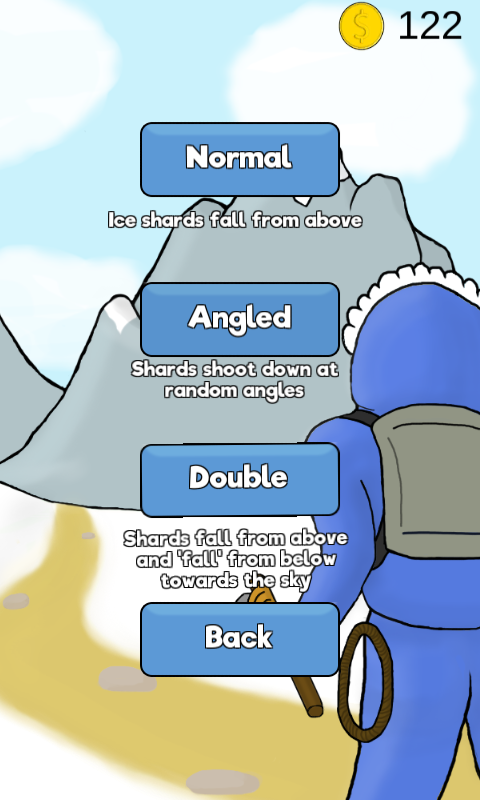 122
Normal
Ice shards fall from above
Angled
Shards shoot down at
random angles
Double
Shards fall from above
and 'fall' from below
towards the sky
Back